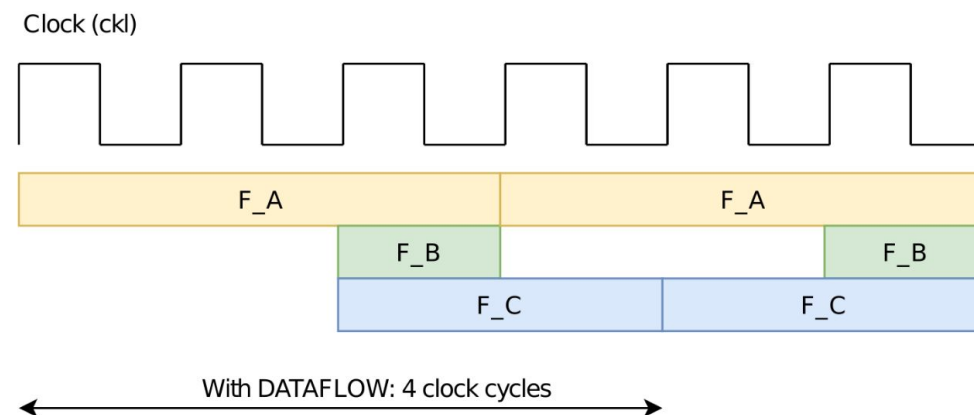 Clock (ckl)
F_A F_A
F_B F_B
F_C F_C
With DATAFLOW: 4 clock cycles